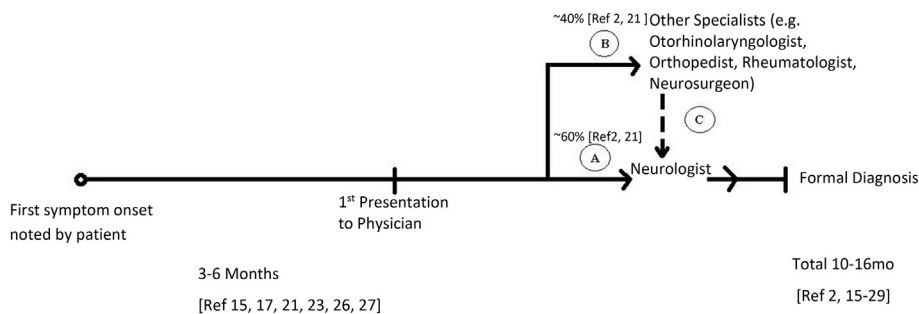 ~40% [Ref 2, 21 ]
B
Other Specialists (e.g.
Otorhinolaryngologist,
Orthopedist, Rheumatologist,
Neurosurgeon)
C
~60% [Ref2, 21]
A
Neurologist
Formal Diagnosis
First symptom onset
noted by patient
1st Presentation
to Physician
3-6 Months
[Ref 15, 17, 21, 23, 26, 27]
Total 10-16mo
[Ref 2, 15-29]